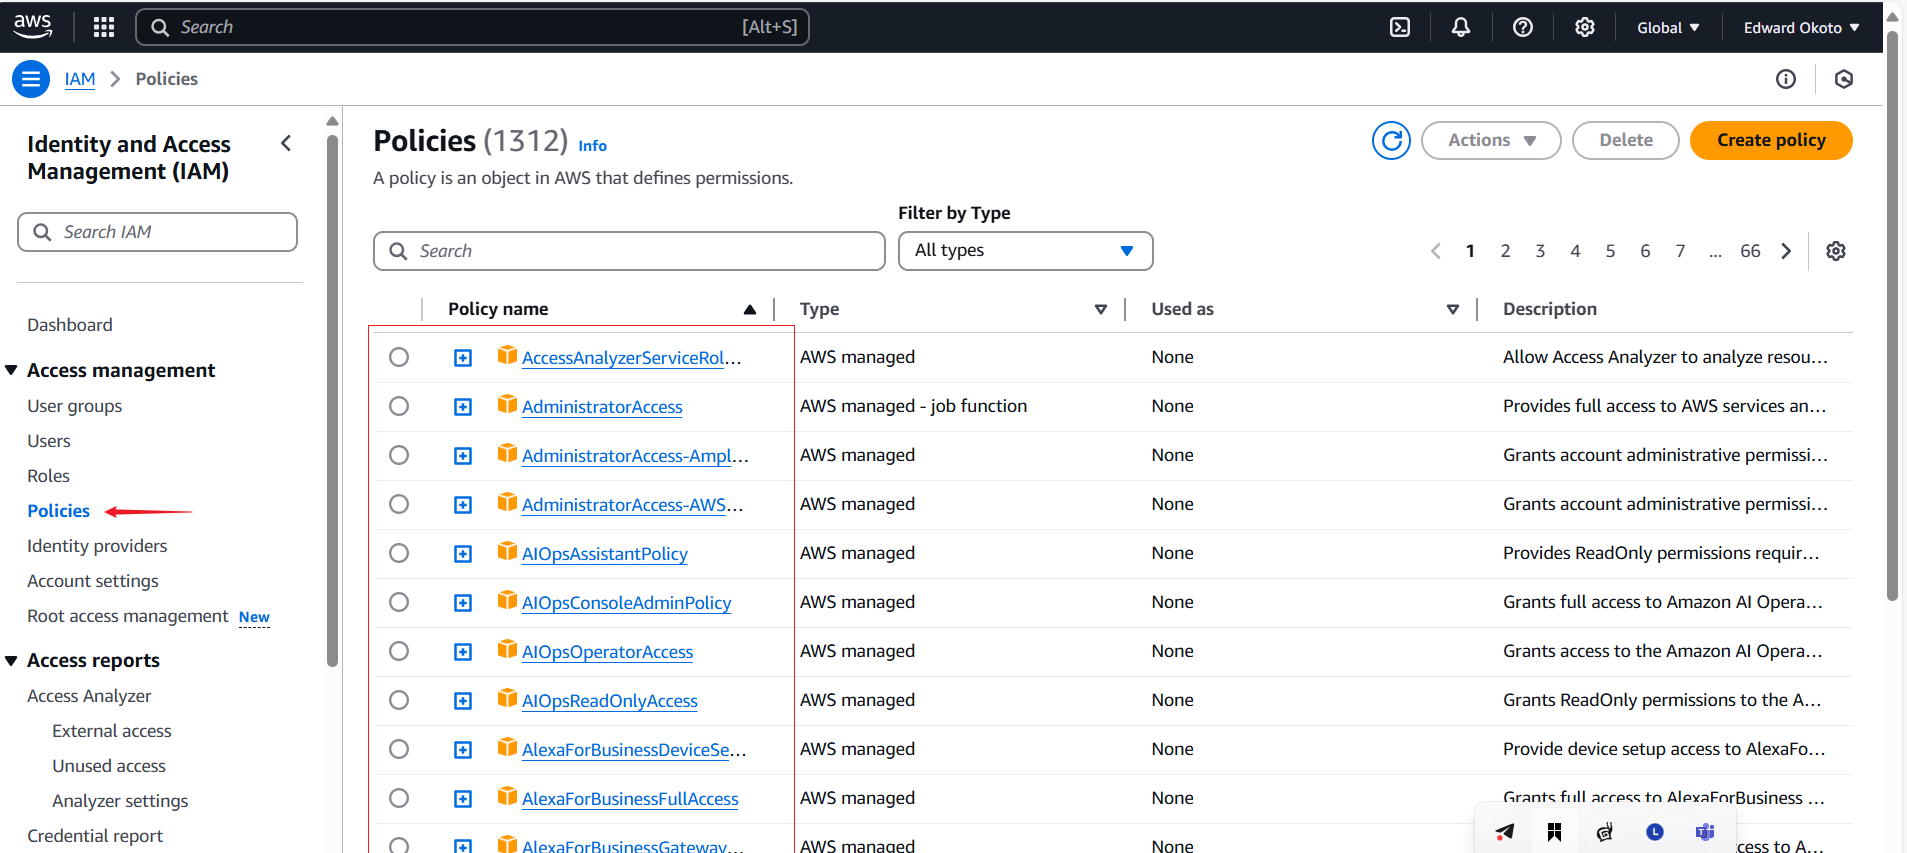 aws
Search [Alt+S]
Global
Edward Okoto
IAM
Policies
Identity and Access
Management (IAM)
Search IAM
Dashboard
Access management
User groups
Users
Roles
Policies
Identity providers
Account settings
Root access management New
Access reports
Access Analyzer
External access
Unused access
Analyzer settings
Credential report
Policies (1312) Info
Actions
Delete
Create policy
A policy is an object in AWS that defines permissions.
Filter by Type
Search
All types
1 2 3 4 5 6 7 ... 66
Policy name Type Used as Description
AccessAnalyzerServiceRol... AWS managed None Allow Access Analyzer to analyze resou...
AdministratorAccess AWS managed - job function None Provides full access to AWS services an...
AdministratorAccess-Ampl... AWS managed None Grants account administrative permissi...
AdministratorAccess-AWS... AWS managed None Grants account administrative permissi...
AIOpsAssistantPolicy AWS managed None Provides ReadOnly permissions requir...
AIOpsConsoleAdminPolicy AWS managed None Grants full access to Amazon AI Opera...
AIOpsOperatorAccess AWS managed None Grants access to the Amazon AI Opera...
AIOpsReadOnlyAccess AWS managed None Grants ReadOnly permissions to the A...
AlexaForBusinessDeviceSe... AWS managed None Provide device setup access to AlexaFo...
AlexaForBusinessFullAccess AWS managed None Grants full access to AlexaForBusiness ...
AlexaForBusinessGateway... AWS managed None to A...